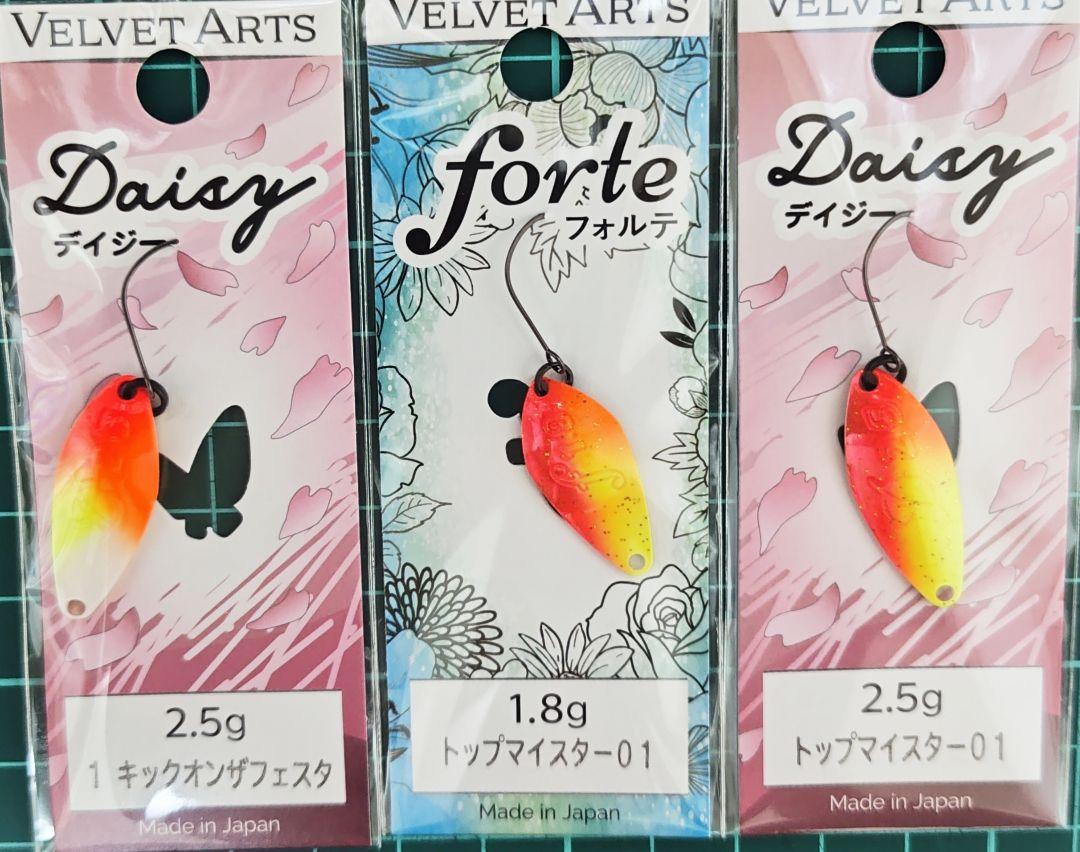 VELVET ARTS
Daisy
デイジー
2.5g
1 キックオンザフェスタ
Made in Japan
VELVET ARTS
forte
フォルテ
1.8g
トップマイスター01
Made in Japan
VELVET ARTS
Daisy
デイジー
2.5g
トップマイスター01
Made in Japan